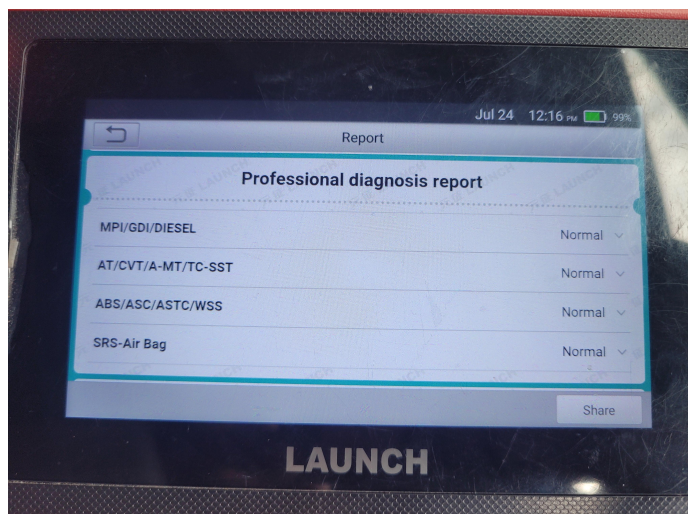 Jul 24 12:16 PM 99%
Report
Professional diagnosis report
MPI/GDI/DIESEL Normal
AT/CVT/A-MT/TC-SST Normal
ABS/ASC/ASTC/WSS Normal
SRS-Air Bag Normal
Share
LAUNCH